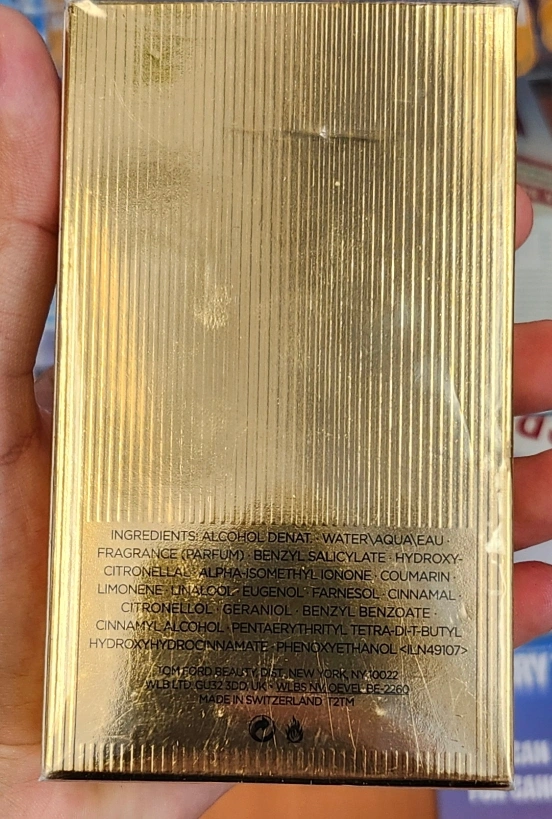 INGREDIENTS: ALCOHOL DENAT. · WATER\AQUA\EAU ·
FRAGRANCE (PARFUM) · BENZYL SALICYLATE · HYDROXY-
CITRONELLAL · ALPHA-ISOMETHYL IONONE · COUMARIN ·
LIMONENE · LINALOOL · EUGENOL · FARNESOL · CINNAMAL ·
CITRONELLOL · GERANIOL · BENZYL BENZOATE ·
CINNAMYL ALCOHOL · PENTAERYTHRITYL TETRA-DI-T-BUTYL
HYDROXYHYDROCINNAMATE · PHENOXYETHANOL <ILN49107>
TOM FORD BEAUTY, DIST. NEW YORK, NY 10022
WLB LTD. GU32 3DD, UK · WLBS NV, OEVEL BE-2260
MADE IN SWITZERLAND T2TM